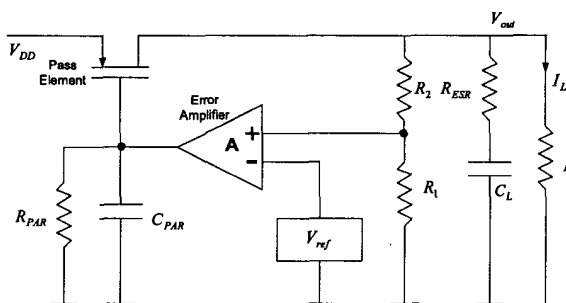 V_DD
Pass
Element
Error
Amplifier
A
+
-
R_PAR
C_PAR
V_ref
R_2
R_1
R_ESR
C_L
V_out
I_L